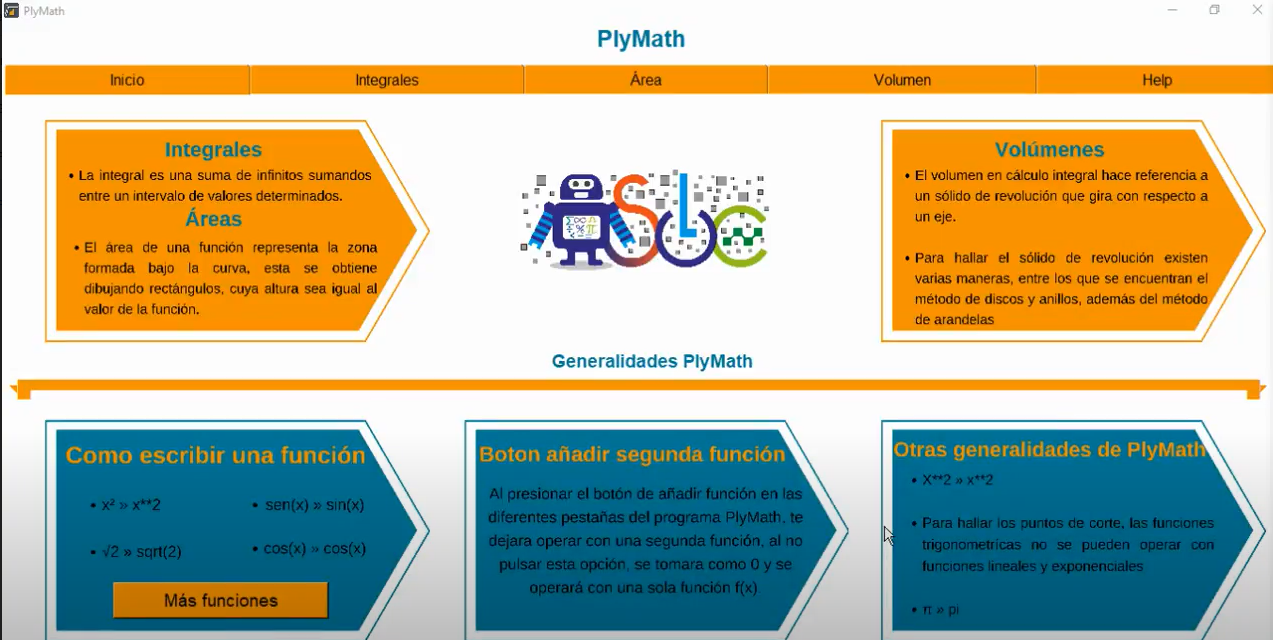 PlyMath
PlyMath
Inicio
Integrales
Área
Volumen
Help
Integrales
• La integral es una suma de infinitos sumandos
entre un intervalo de valores determinados.
Áreas
• El área de una función representa la zona
formada bajo la curva, esta se obtiene
dibujando rectángulos, cuya altura sea igual al
valor de la función.
SLC
Volúmenes
• El volumen en cálculo integral hace referencia a
un sólido de revolución que gira con respecto a
un eje.
• Para hallar el sólido de revolución existen
varias maneras, entre los que se encuentran el
método de discos y anillos, además del método
de arandelas
Generalidades PlyMath
Como escribir una función
• x² » x**2
• sen(x) » sin(x)
• √2 » sqrt(2)
• cos(x) » cos(x)
Más funciones
Boton añadir segunda función
Al presionar el botón de añadir función en las
diferentes pestañas del programa PlyMath, te
dejara operar con una segunda función, al no
pulsar esta opción, se tomara como 0 y se
operará con una sola función f(x).
Otras generalidades de PlyMath
• X**2 » x**2
• Para hallar los puntos de corte, las funciones
trigonometricas no se pueden operar con
funciones lineales y exponenciales
• π » pi